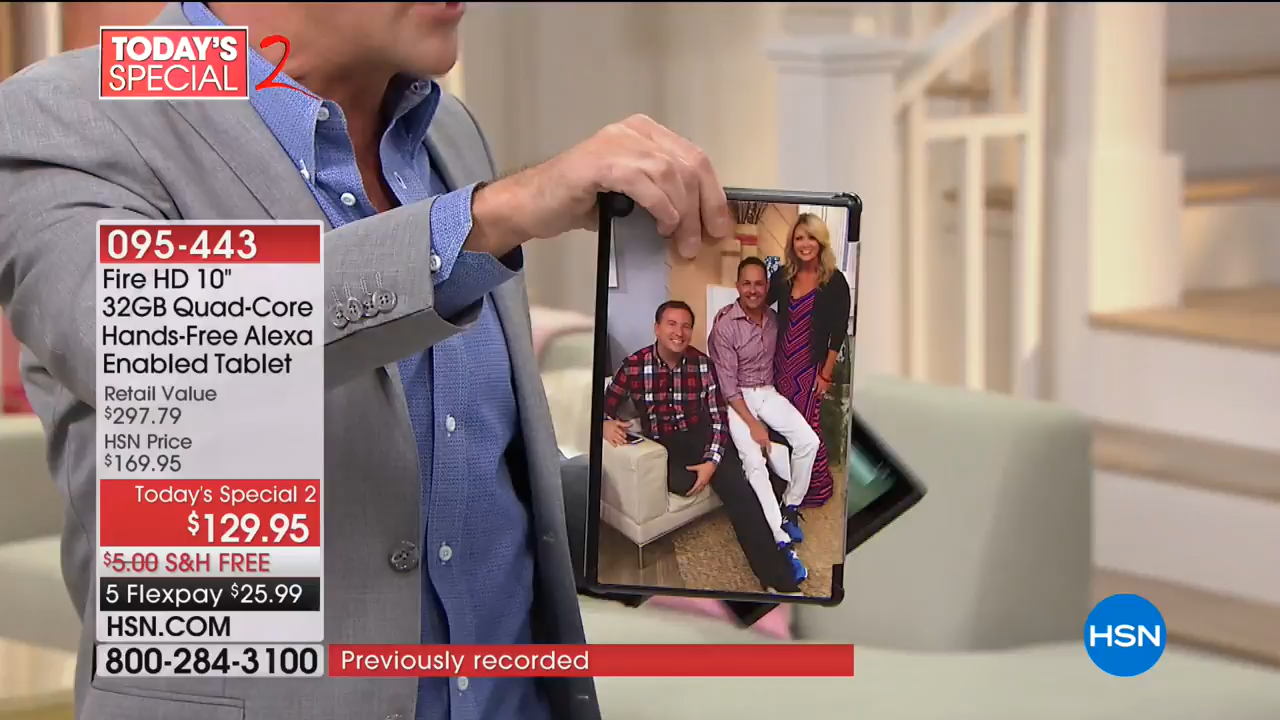 TODAY'S
SPECIAL 2
095-443
Fire HD 10"
32GB Quad-Core
Hands-Free Alexa
Enabled Tablet
Retail Value
$297.79
HSN Price
$169.95
Today's Special 2
$129.95
$5.00 S&H FREE
5 Flexpay $25.99
HSN.COM
800-284-3100
Previously recorded
HSN